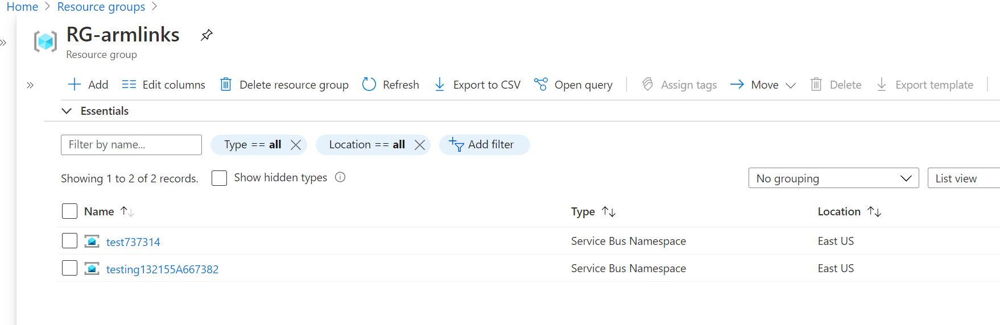 Home > Resource groups >
RG-armlinks
Resource group
Add Edit columns Delete resource group Refresh Export to CSV Open query Assign tags Move Delete Export template
Essentials
Filter by name... Type == all Location == all Add filter
Showing 1 to 2 of 2 records. Show hidden types No grouping List view
Name Type Location
test737314 Service Bus Namespace East US
testing132155A667382 Service Bus Namespace East US